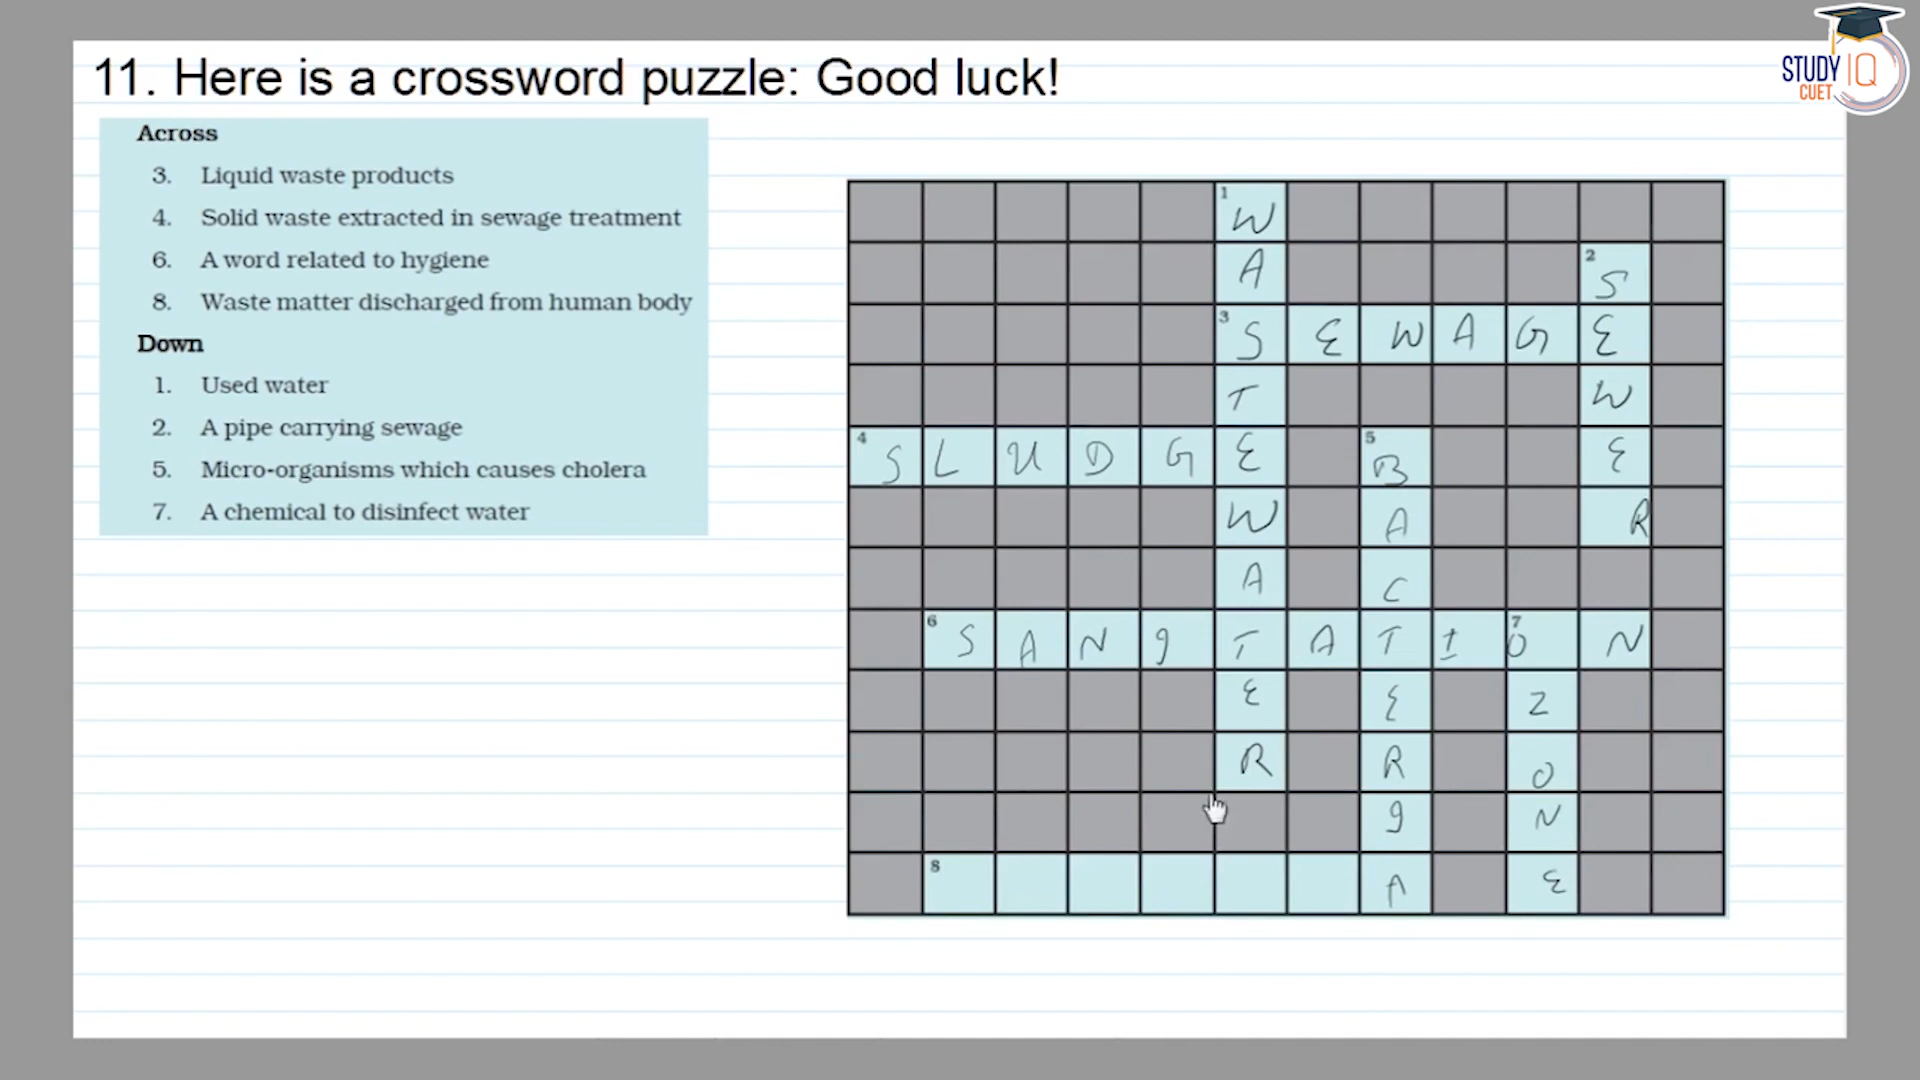 11. Here is a crossword puzzle: Good luck!
STUDY IQ
CUET
Across
3. Liquid waste products
4. Solid waste extracted in sewage treatment
6. A word related to hygiene
8. Waste matter discharged from human body
Down
1. Used water
2. A pipe carrying sewage
5. Micro-organisms which causes cholera
7. A chemical to disinfect water
1 W
A 2 S
3 S E W A G E
T W
4 S L U D G E 5 B E
W A R
A C
6 S A N I T A T I 7 O N
E E Z
R R O
I N
8 A E